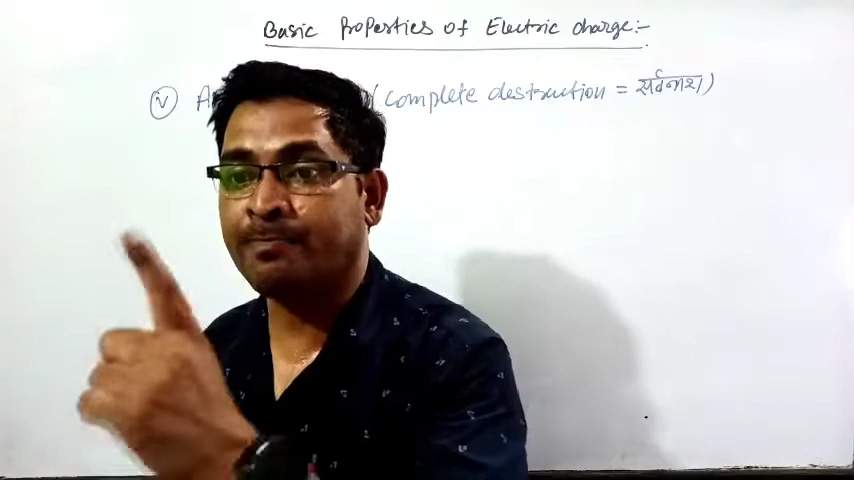 Basic Properties of Electric charge:-
(v) (complete destruction = सर्वनाश)